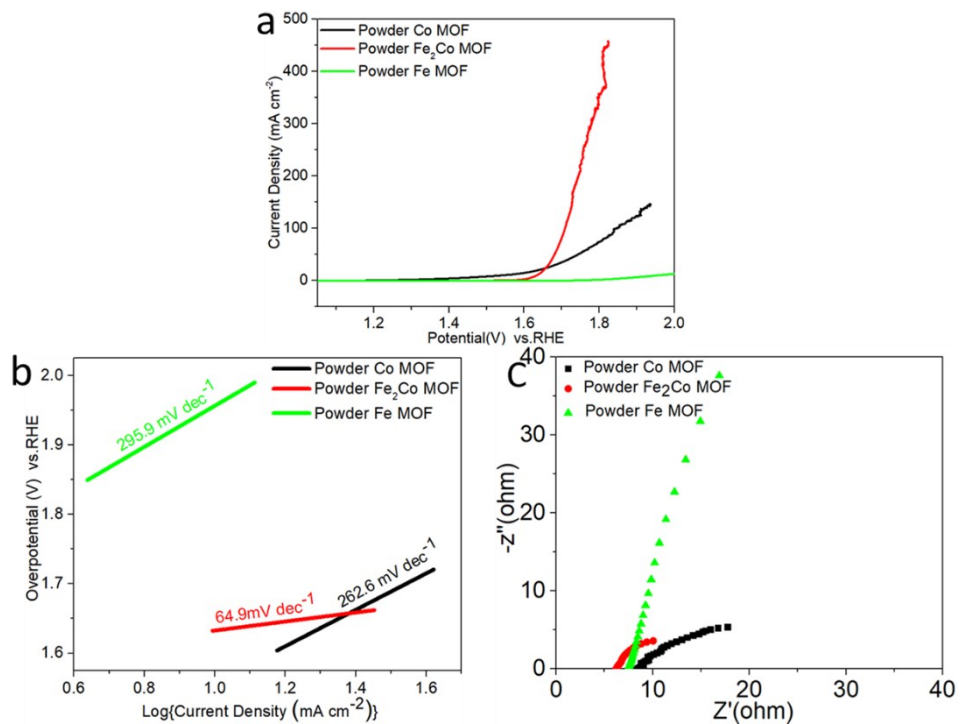 a
Powder Co MOF
Powder Fe₂Co MOF
Powder Fe MOF
Current Density (mA cm⁻²)
500
400
300
200
100
0
1.2 1.4 1.6 1.8 2.0
Potential(V) vs.RHE
b
Powder Co MOF
Powder Fe₂Co MOF
Powder Fe MOF
295.9 mV dec⁻¹
64.9mV dec⁻¹
262.6 mV dec⁻¹
Overpotential (V) vs.RHE
2.0
1.9
1.8
1.7
1.6
0.6 0.8 1.0 1.2 1.4 1.6
Log{Current Density (mA cm⁻²)}
C
Powder Co MOF
Powder Fe₂Co MOF
Powder Fe MOF
-z"(ohm)
40
30
20
10
0
0 10 20 30 40
Z'(ohm)